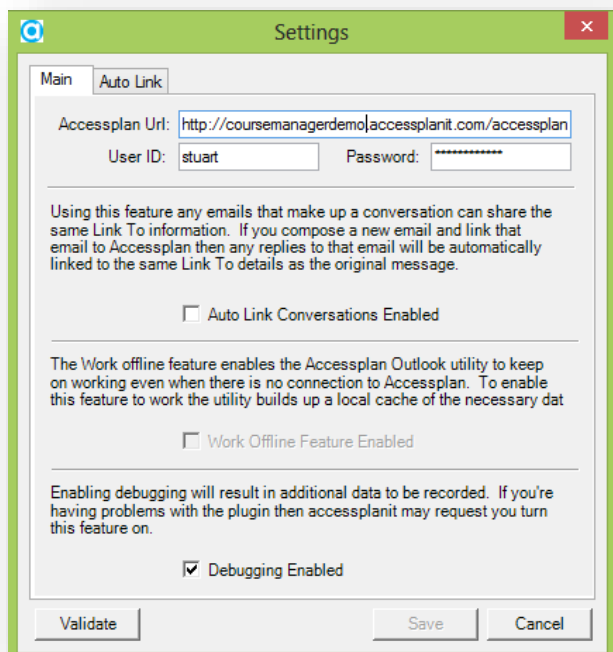 Settings
Main Auto Link
Accessplan Url: http://coursemanagerdemo.accessplanit.com/accessplan
User ID: stuart Password: ************
Using this feature any emails that make up a conversation can share the
same Link To information. If you compose a new email and link that
email to Accessplan then any replies to that email will be automatically
linked to the same Link To details as the original message.
Auto Link Conversations Enabled
The Work offline feature enables the Accessplan Outlook utility to keep
on working even when there is no connection to Accessplan. To enable
this feature to work the utility builds up a local cache of the necessary dat
Work Offline Feature Enabled
Enabling debugging will result in additional data to be recorded. If you're
having problems with the plugin then accessplanit may request you turn
this feature on.
Debugging Enabled
Validate Save Cancel